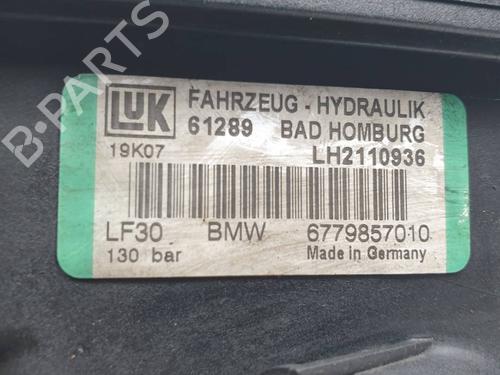 B-PARTS
LUK
FAHRZEUG - HYDRAULIK
61289 BAD HOMBURG
19K07 LH2110936
LF30 BMW 6779857010
130 bar Made in Germany